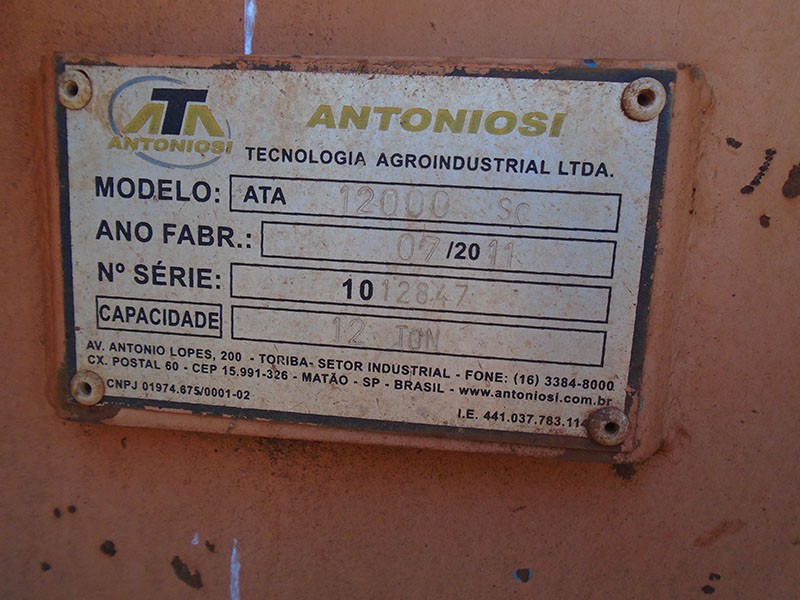 ATA
ANTONIOSI
ANTONIOSI
TECNOLOGIA AGROINDUSTRIAL LTDA.
MODELO: ATA 12000 SC
ANO FABR.: 07/2011
Nº SÉRIE: 1012847
CAPACIDADE 12 TON
AV. ANTONIO LOPES, 200 - TORIBA- SETOR INDUSTRIAL - FONE: (16) 3384-8000
CX. POSTAL 60 - CEP 15.991-326 - MATÃO - SP - BRASIL - www.antoniosi.com.br
CNPJ 01974.675/0001-02
I.E. 441.037.763.114